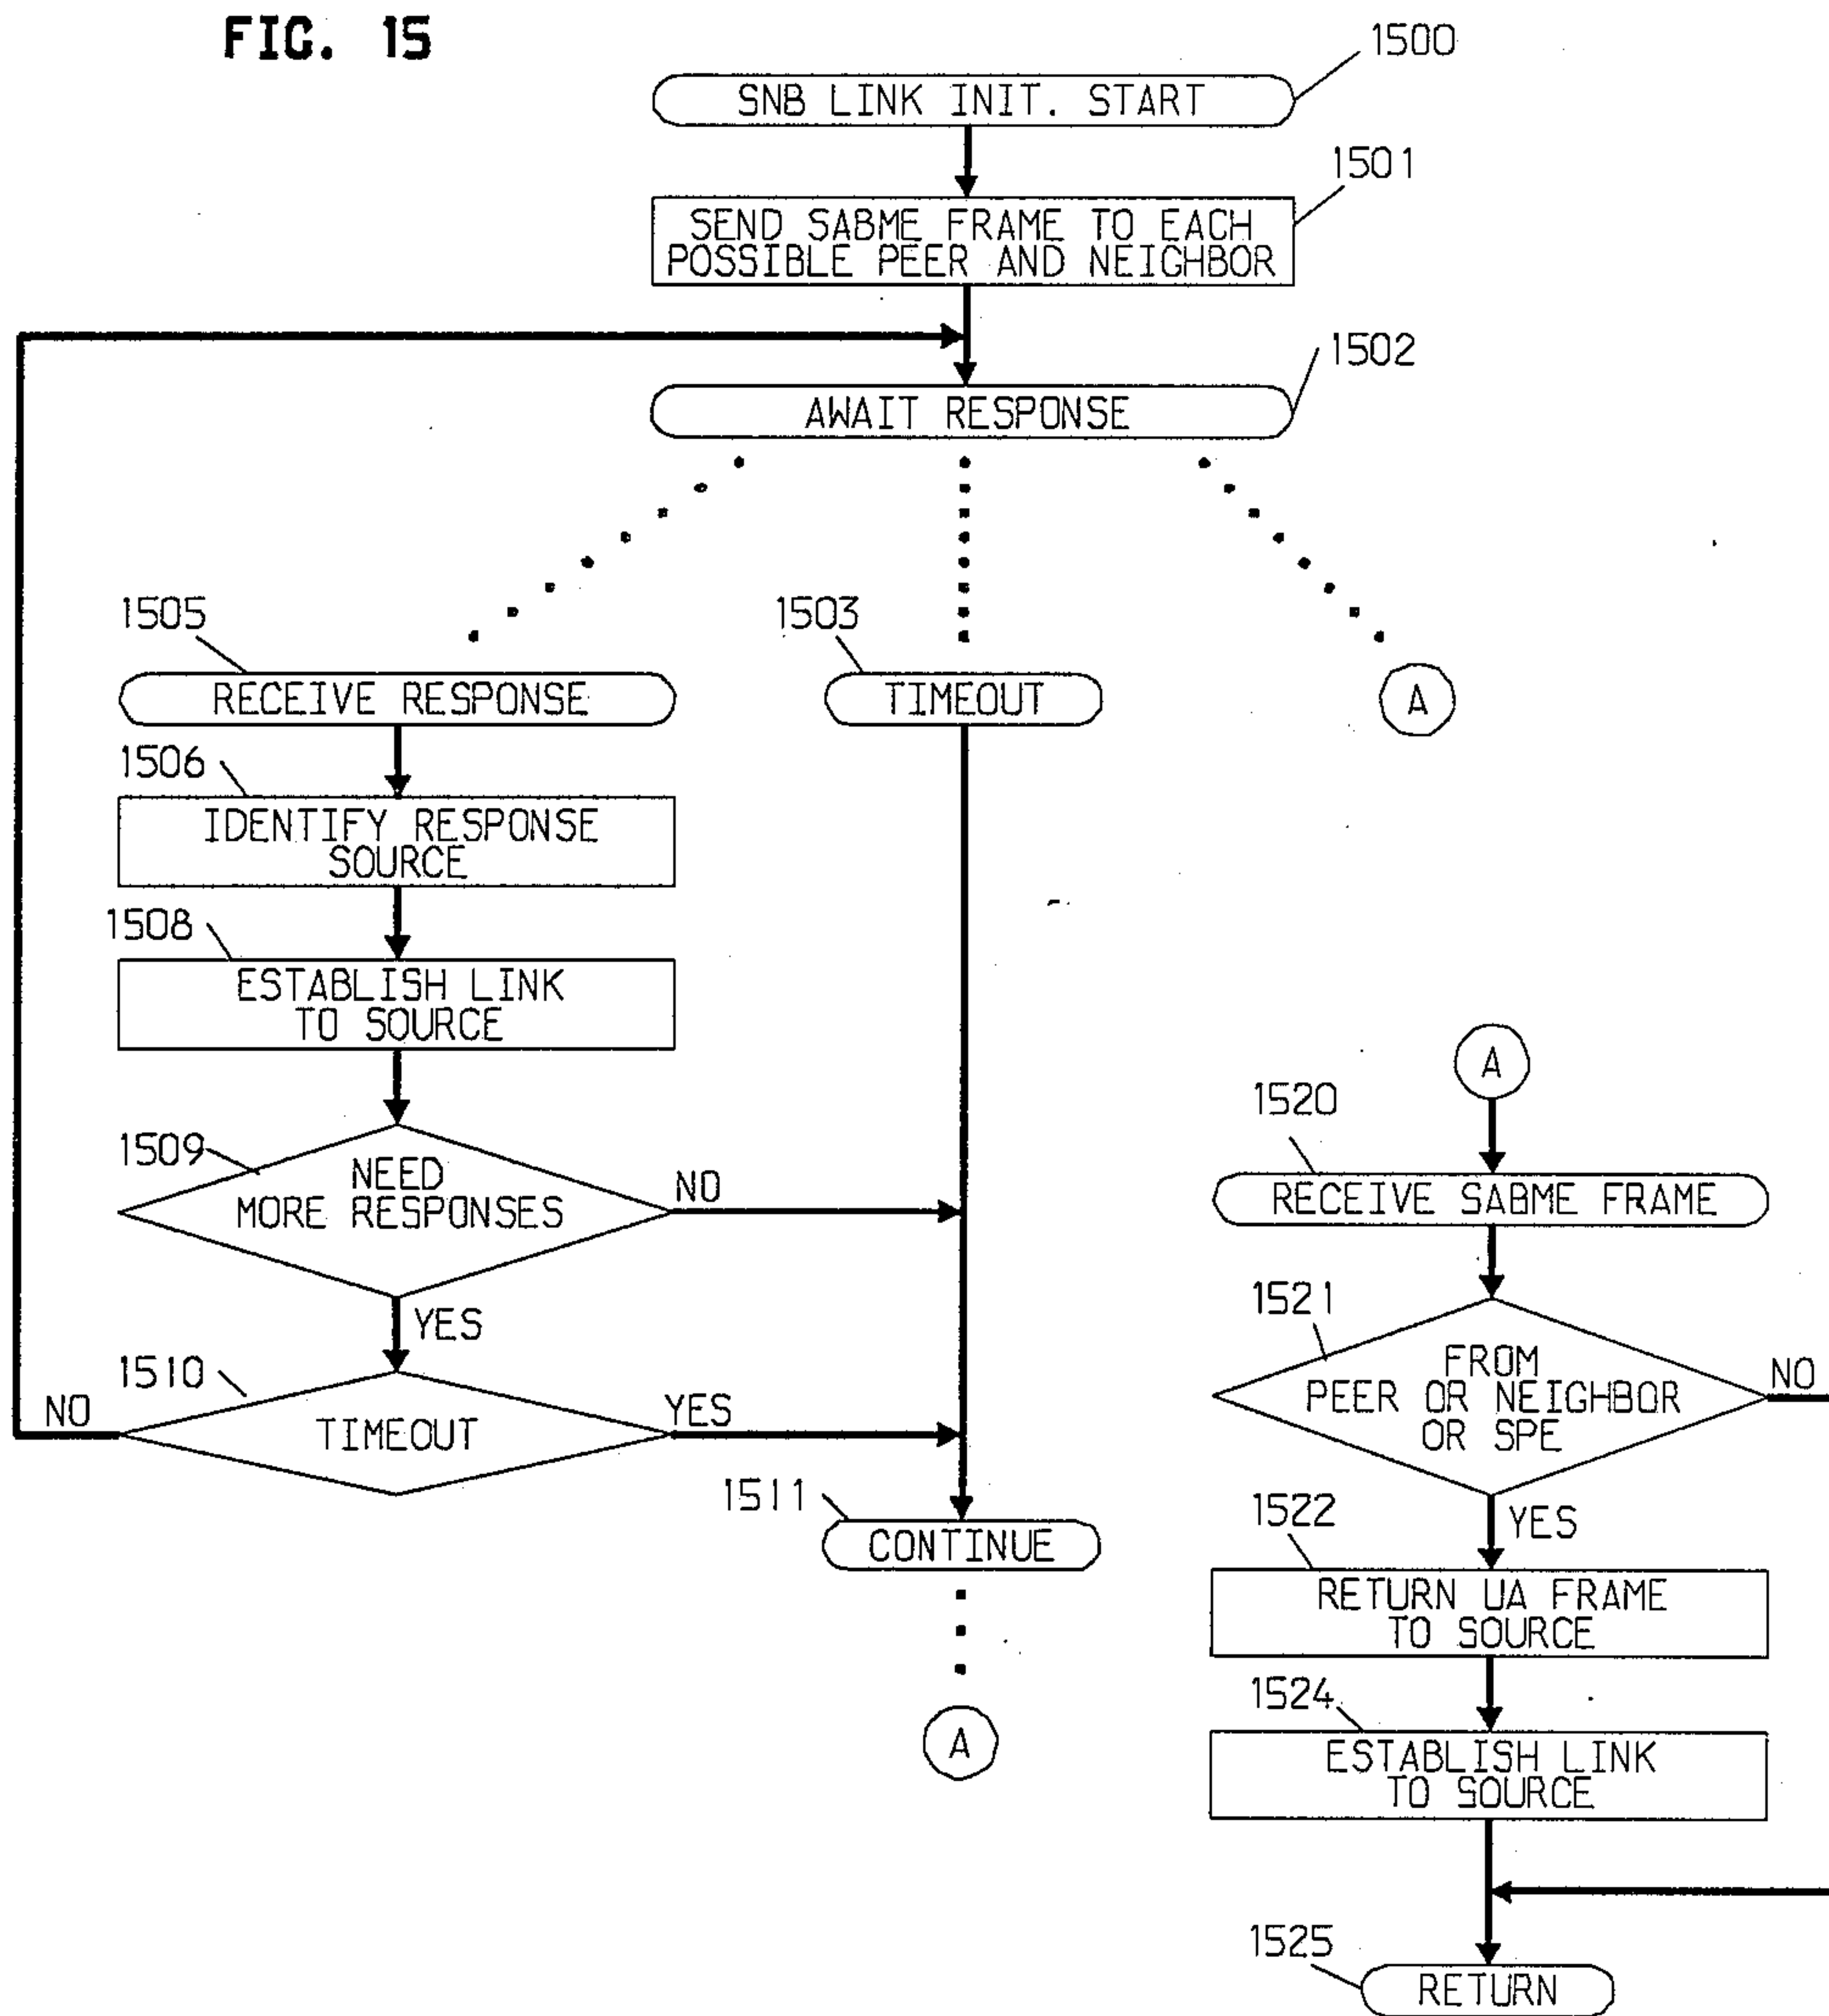 FIG. 15
1500
SNB LINK INIT. START
1501
SEND SABME FRAME TO EACH
POSSIBLE PEER AND NEIGHBOR
1502
AWAIT RESPONSE
1505
RECEIVE RESPONSE
1503
TIMEOUT
A
1506
IDENTIFY RESPONSE
SOURCE
1508
ESTABLISH LINK
TO SOURCE
1509
NEED
MORE RESPONSES
NO
YES
1510
TIMEOUT
NO
YES
1511
CONTINUE
A
A
1520
RECEIVE SABME FRAME
1521
FROM
PEER OR NEIGHBOR
OR SPE
NO
YES
1522
RETURN UA FRAME
TO SOURCE
1524
ESTABLISH LINK
TO SOURCE
1525
RETURN